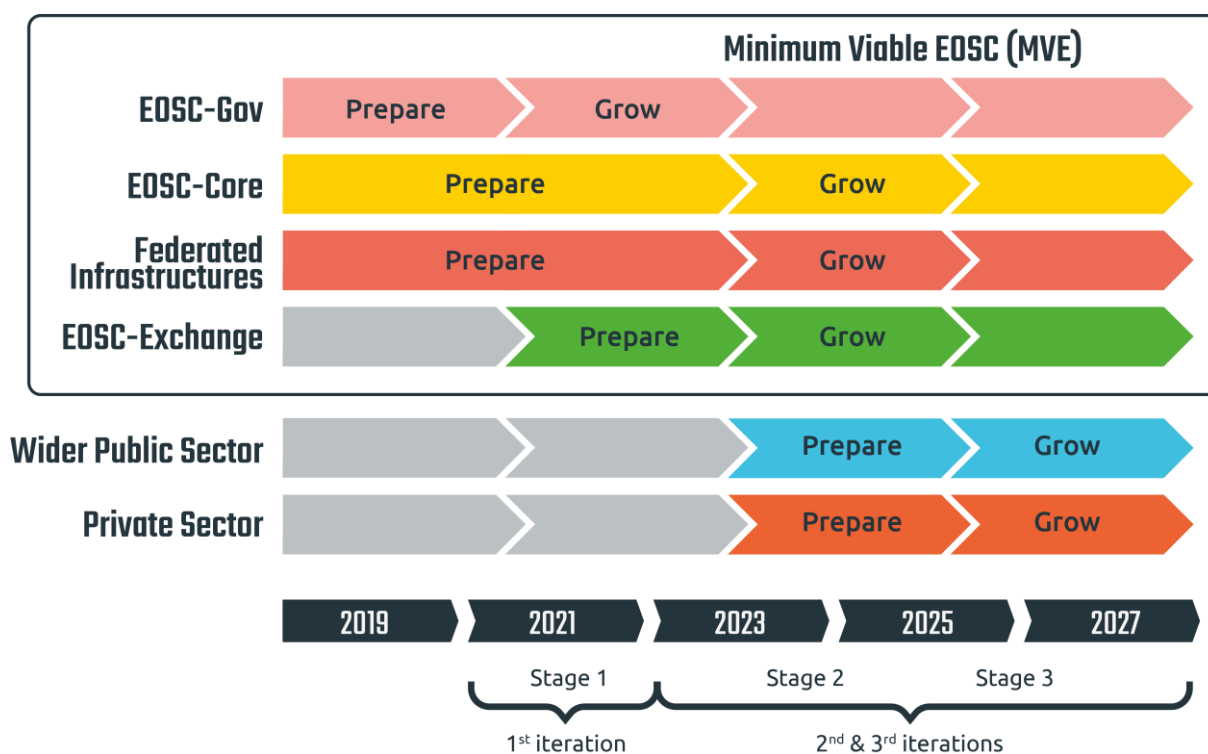 Minimum Viable EOSC (MVE)
EOSC-Gov
Prepare
Grow
EOSC-Core
Prepare
Grow
Federated
Infrastructures
Prepare
Grow
EOSC-Exchange
Prepare
Grow
Wider Public Sector
Prepare
Grow
Private Sector
Prepare
Grow
2019
2021
2023
2025
2027
Stage 1
Stage 2
Stage 3
1st iteration
2nd & 3rd iterations